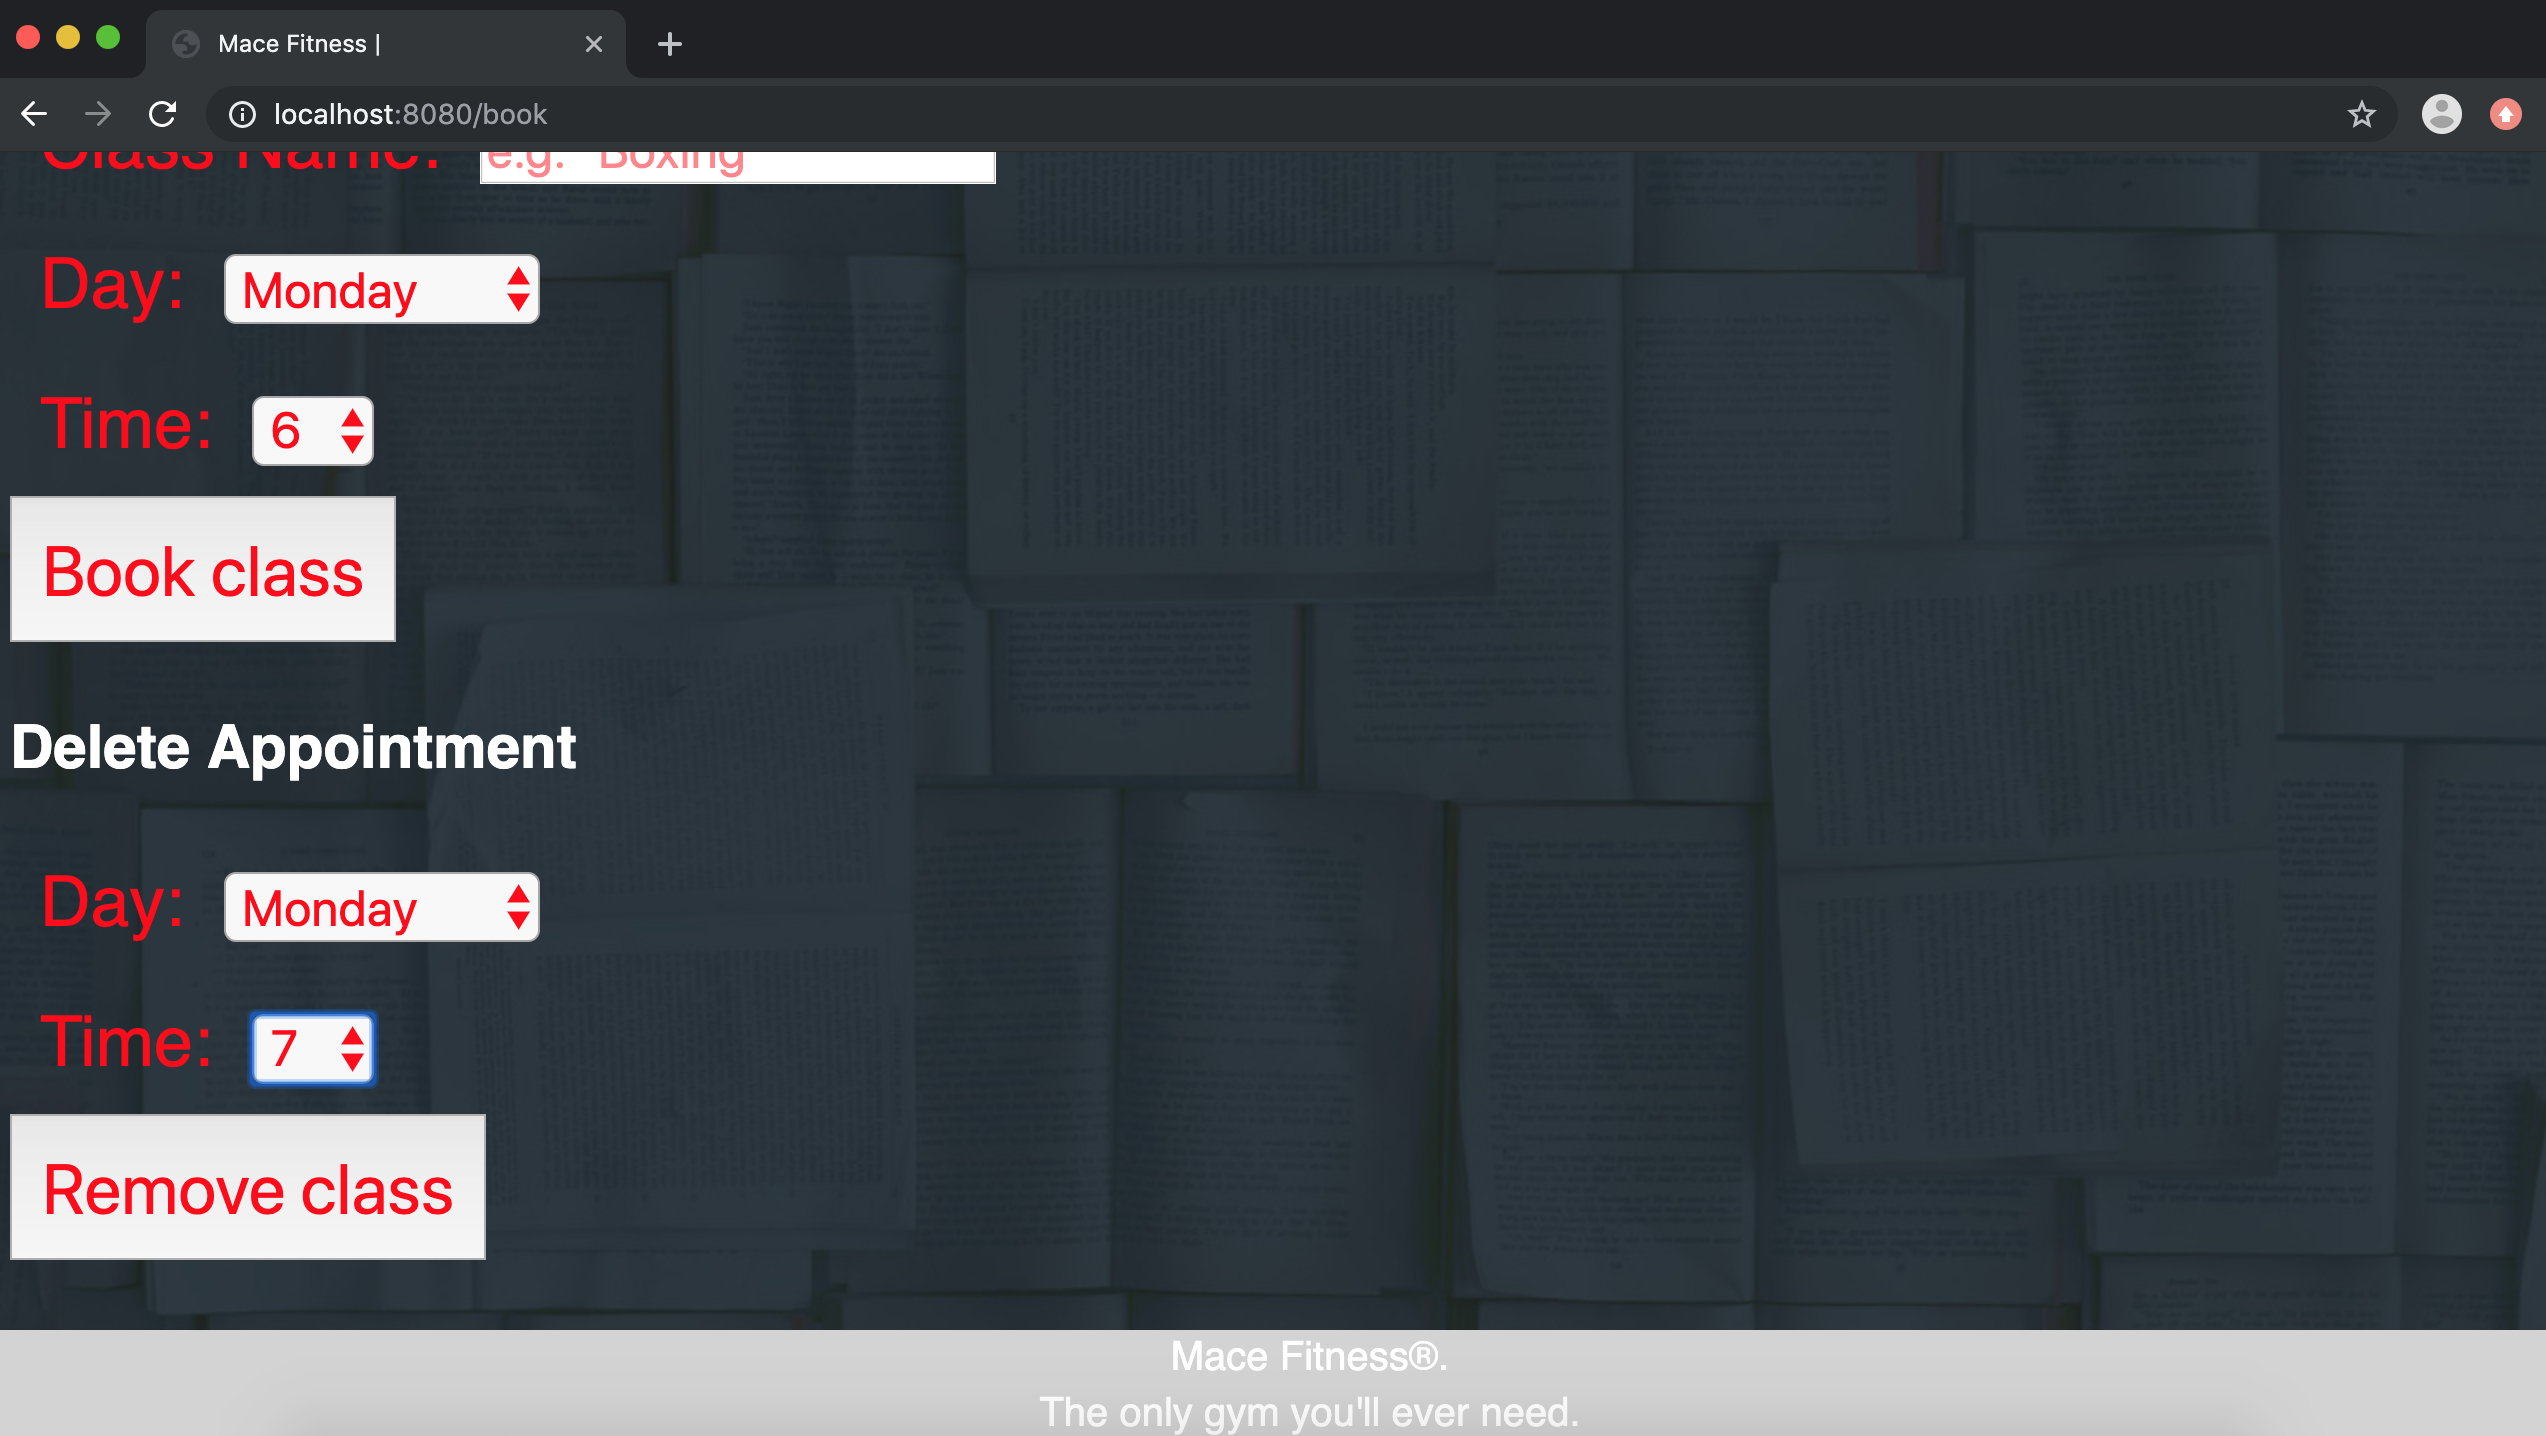 Mace Fitness |
localhost:8080/book
Class Name: e.g. "Boxing
Day: Monday
Time: 6
Book class
Delete Appointment
Day: Monday
Time: 7
Remove class
Mace Fitness®.
The only gym you'll ever need.